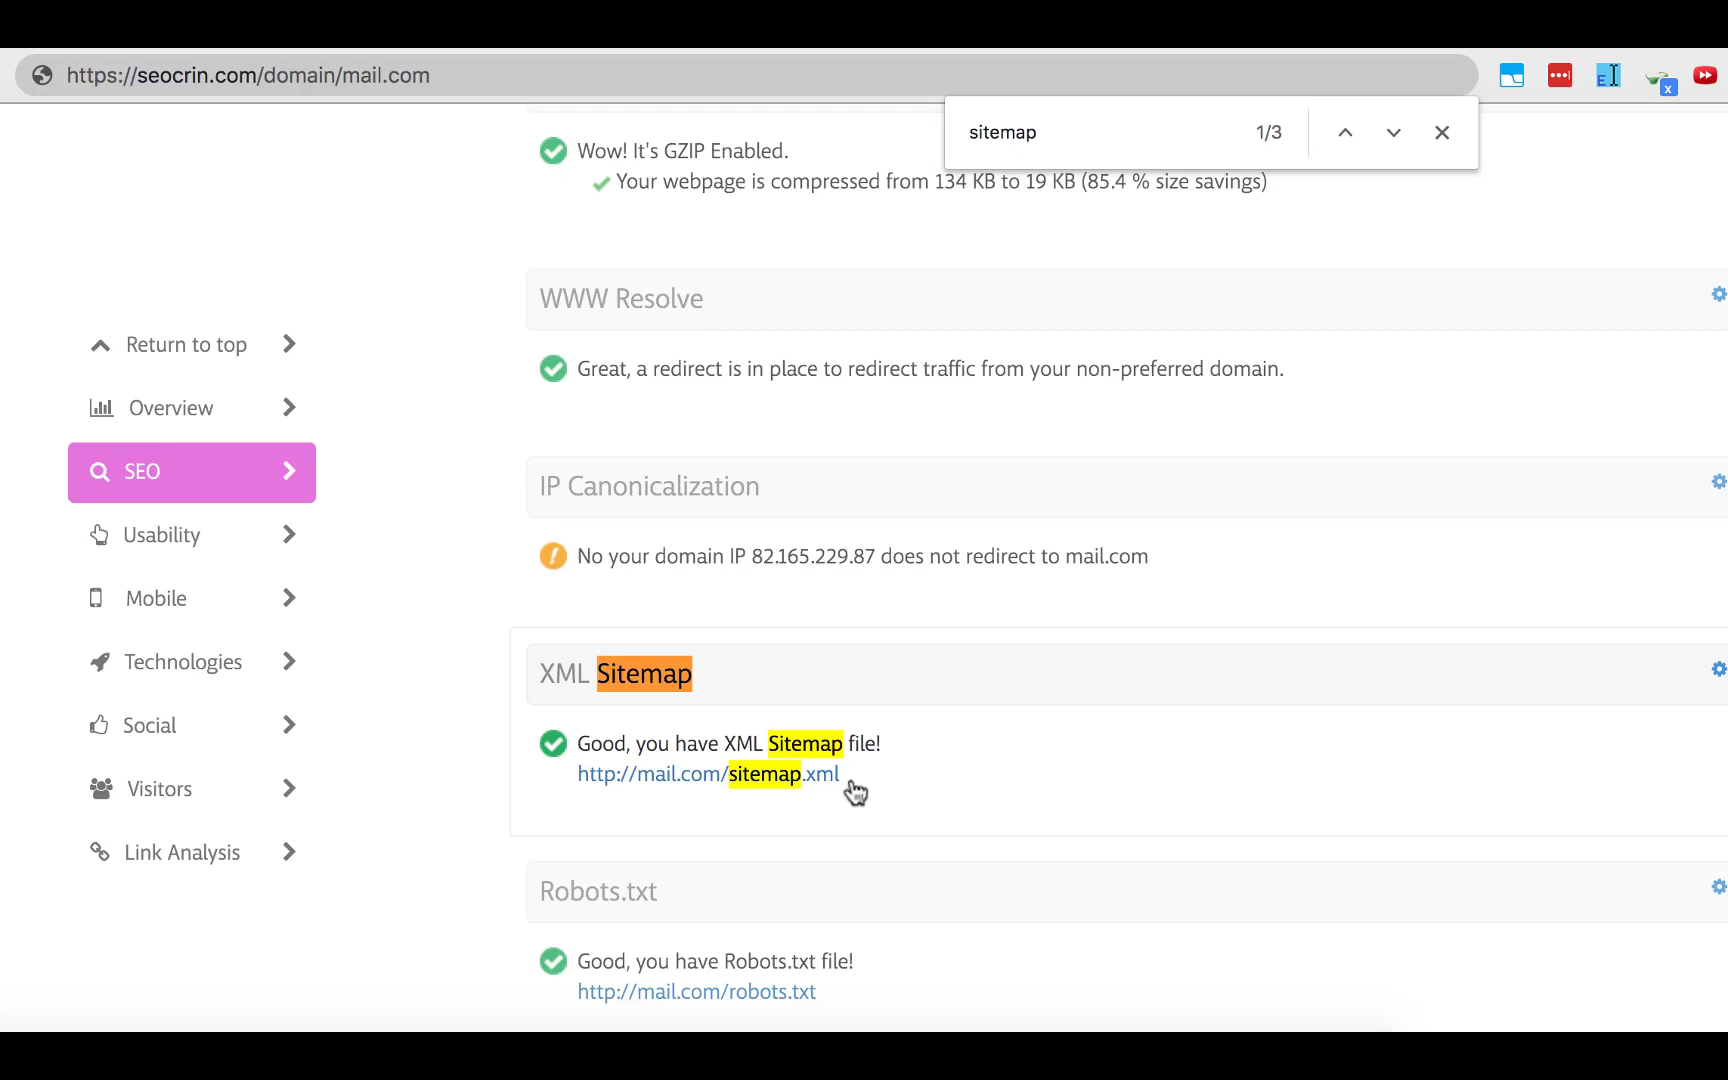 https://seocrin.com/domain/mail.com
sitemap
1/3
Wow! It's GZIP Enabled.
Your webpage is compressed from 134 KB to 19 KB (85.4 % size savings)
WWW Resolve
Great, a redirect is in place to redirect traffic from your non-preferred domain.
IP Canonicalization
No your domain IP 82.165.229.87 does not redirect to mail.com
XML Sitemap
Good, you have XML Sitemap file!
http://mail.com/sitemap.xml
Robots.txt
Good, you have Robots.txt file!
http://mail.com/robots.txt
Return to top
Overview
SEO
Usability
Mobile
Technologies
Social
Visitors
Link Analysis
E
x